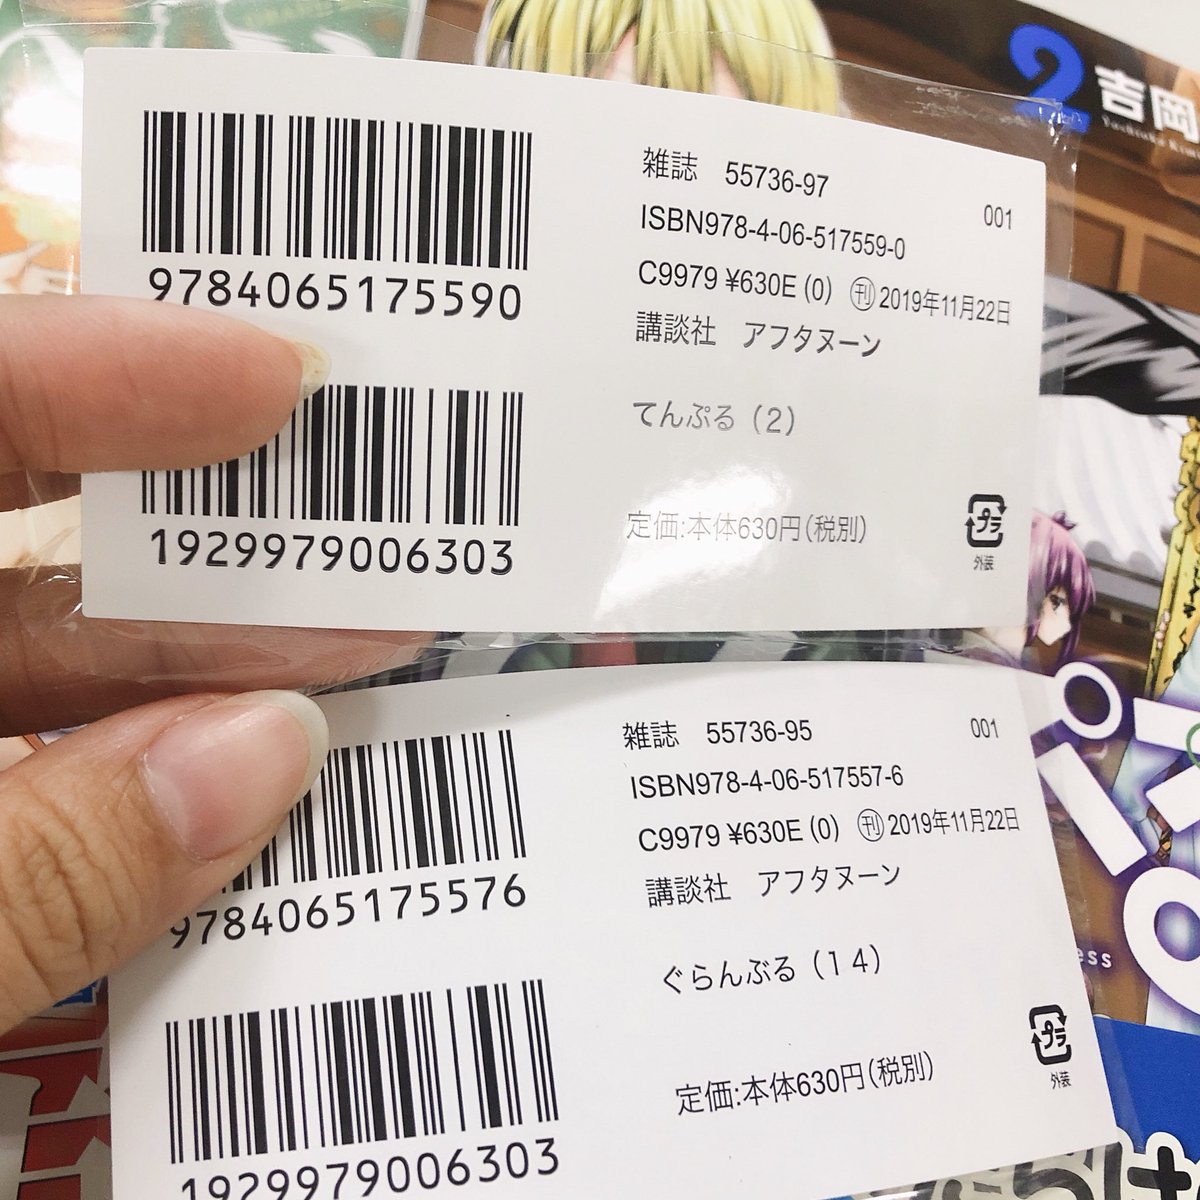 2
吉岡
雑誌　55736-97
001
ISBN978-4-06-517559-0
C9979 ¥630E (0)　㊗刊 2019年11月22日
講談社　アフタヌーン
てんぷる（2）
定価:本体630円(税別)
プラ
外装
9784065175590
1929979006303
雑誌　55736-95
001
ISBN978-4-06-517557-6
C9979 ¥630E (0)　刊 2019年11月22日
講談社　アフタヌーン
ぐらんぶる（１４）
定価:本体630円(税別)
プラ
外装
9784065175576
1929979006303
ess